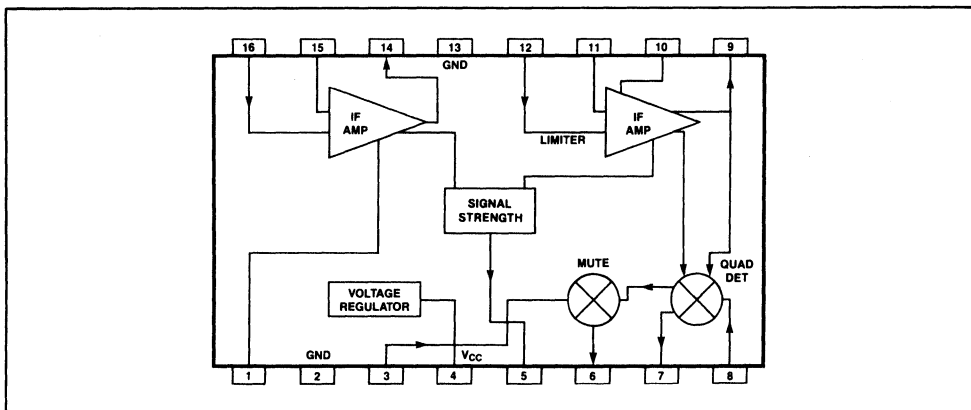 16 15 14 13 12 11 10 9
GND
IF
AMP
IF
AMP
LIMITER
SIGNAL
STRENGTH
MUTE
QUAD
DET
VOLTAGE
REGULATOR
GND
VCC
1 2 3 4 5 6 7 8